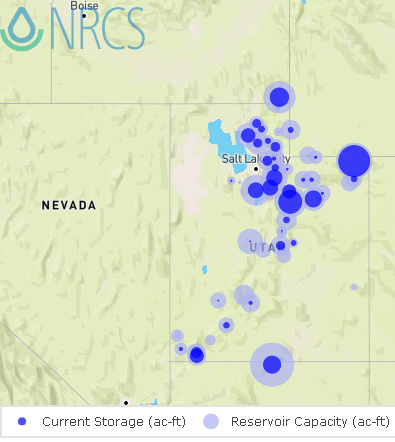 Boise
NRCS
Salt Lake City
NEVADA
UTAH
Current Storage (ac-ft) Reservoir Capacity (ac-ft)